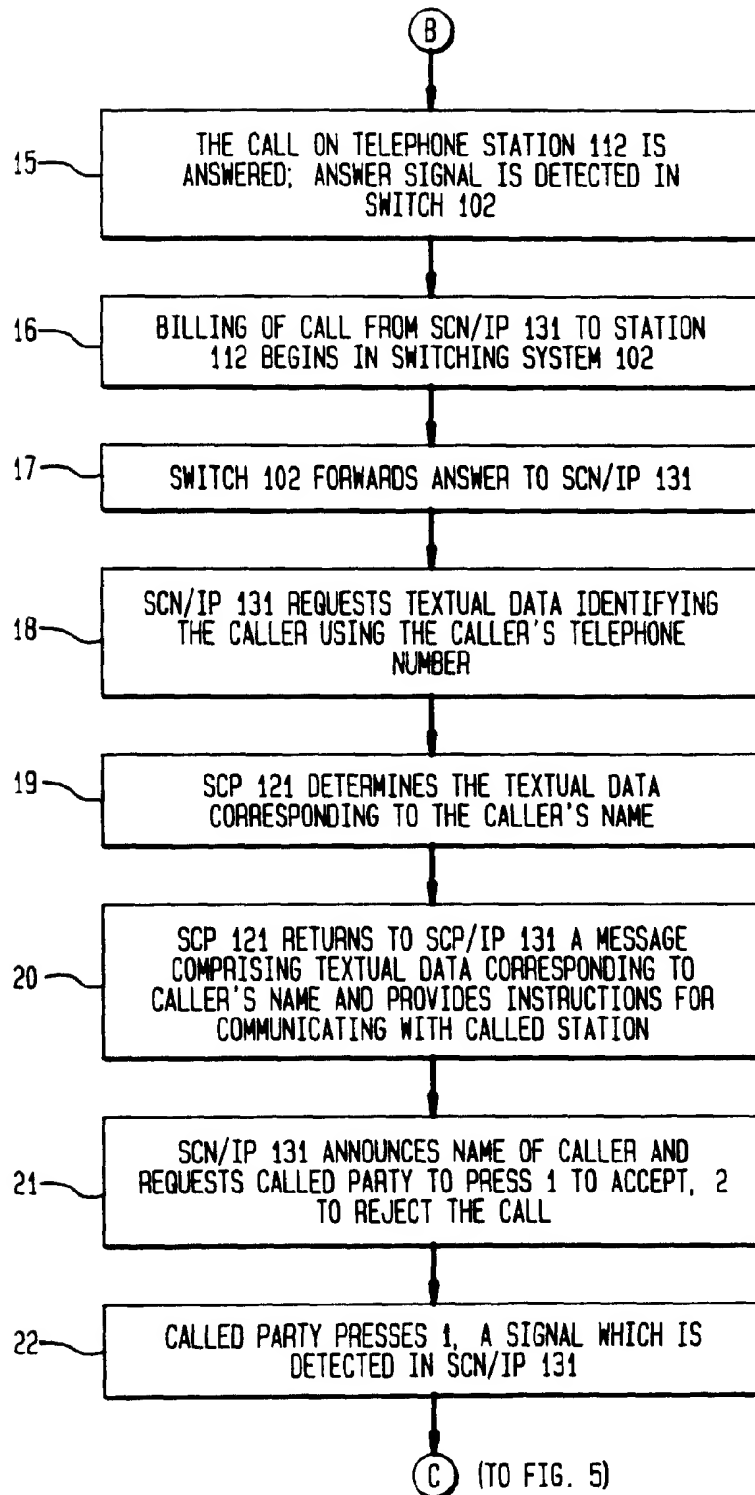 B
15
THE CALL ON TELEPHONE STATION 112 IS
ANSWERED; ANSWER SIGNAL IS DETECTED IN
SWITCH 102
16
BILLING OF CALL FROM SCN/IP 131 TO STATION
112 BEGINS IN SWITCHING SYSTEM 102
17
SWITCH 102 FORWARDS ANSWER TO SCN/IP 131
18
SCN/IP 131 REQUESTS TEXTUAL DATA IDENTIFYING
THE CALLER USING THE CALLER'S TELEPHONE
NUMBER
19
SCP 121 DETERMINES THE TEXTUAL DATA
CORRESPONDING TO THE CALLER'S NAME
20
SCP 121 RETURNS TO SCP/IP 131 A MESSAGE
COMPRISING TEXTUAL DATA CORRESPONDING TO
CALLER'S NAME AND PROVIDES INSTRUCTIONS FOR
COMMUNICATING WITH CALLED STATION
21
SCN/IP 131 ANNOUNCES NAME OF CALLER AND
REQUESTS CALLED PARTY TO PRESS 1 TO ACCEPT, 2
TO REJECT THE CALL
22
CALLED PARTY PRESSES 1, A SIGNAL WHICH IS
DETECTED IN SCN/IP 131
C (TO FIG. 5)